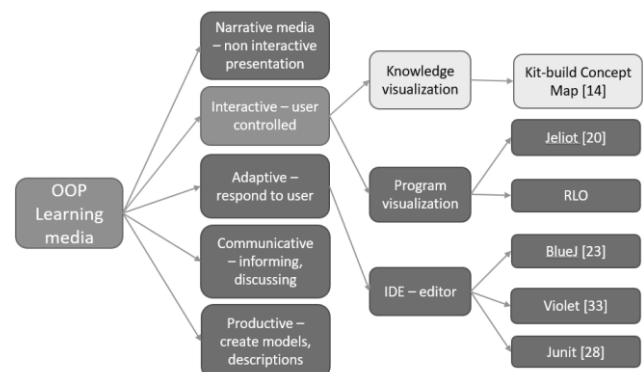 OOP
Learning
media
Narrative media
– non interactive
presentation
Interactive – user
controlled
Adaptive –
respond to user
Communicative
– informing,
discussing
Productive –
create models,
descriptions
Knowledge
visualization
Program
visualization
IDE – editor
Kit-build Concept
Map [14]
Jeliot [20]
RLO
BlueJ [23]
Violet [33]
Junit [28]